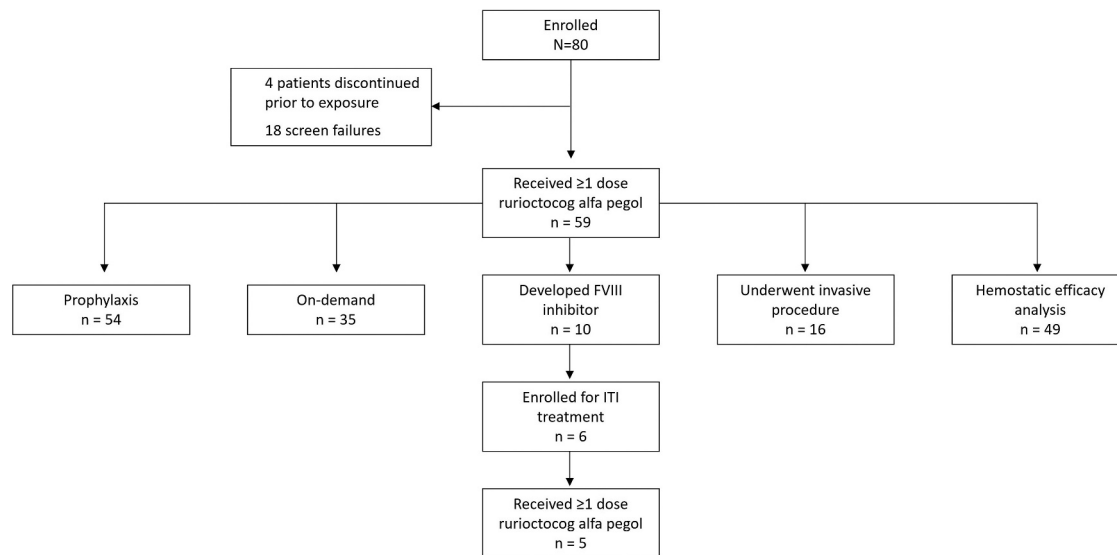 Enrolled
N=80
4 patients discontinued
prior to exposure
18 screen failures
Received ≥1 dose
rurioctocog alfa pegol
n = 59
Prophylaxis
n = 54
On-demand
n = 35
Developed FVIII
inhibitor
n = 10
Underwent invasive
procedure
n = 16
Hemostatic efficacy
analysis
n = 49
Enrolled for ITI
treatment
n = 6
Received ≥1 dose
rurioctocog alfa pegol
n = 5